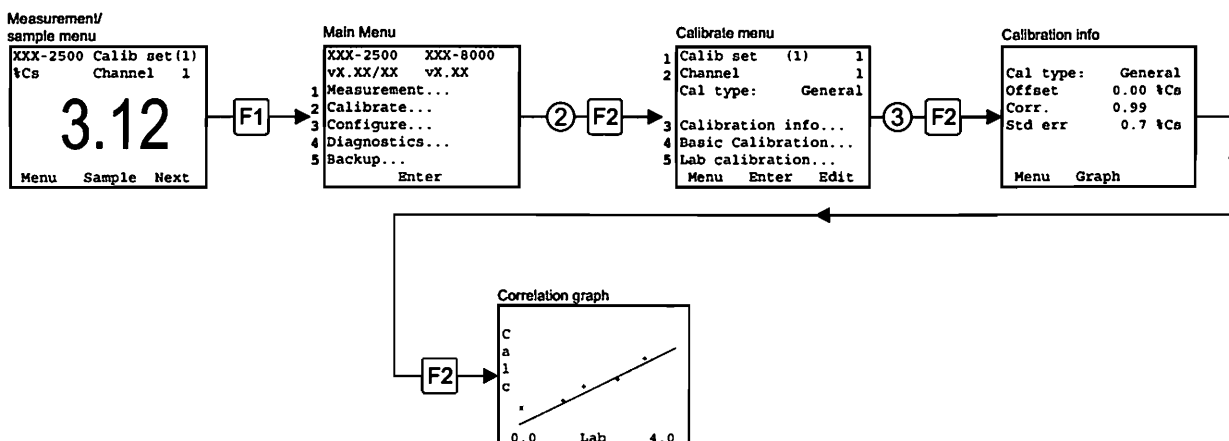 Measurement/
sample menu
XXX-2500 Calib set(1)
%Cs Channel 1
3.12
Menu Sample Next
F1
Main Menu
XXX-2500 XXX-8000
vX.XX/XX vX.XX
1 Measurement...
2 Calibrate...
3 Configure...
4 Diagnostics...
5 Backup...
Enter
2
F2
Calibrate menu
1 Calib set (1) 1
2 Channel 1
Cal type: General
3 Calibration info...
4 Basic Calibration...
5 Lab calibration...
Menu Enter Edit
3
F2
Calibration info
Cal type: General
Offset 0.00 %Cs
Corr. 0.99
Std err 0.7 %Cs
Menu Graph
F2
Correlation graph
C
a
l
c
0.0 Lab 4.0